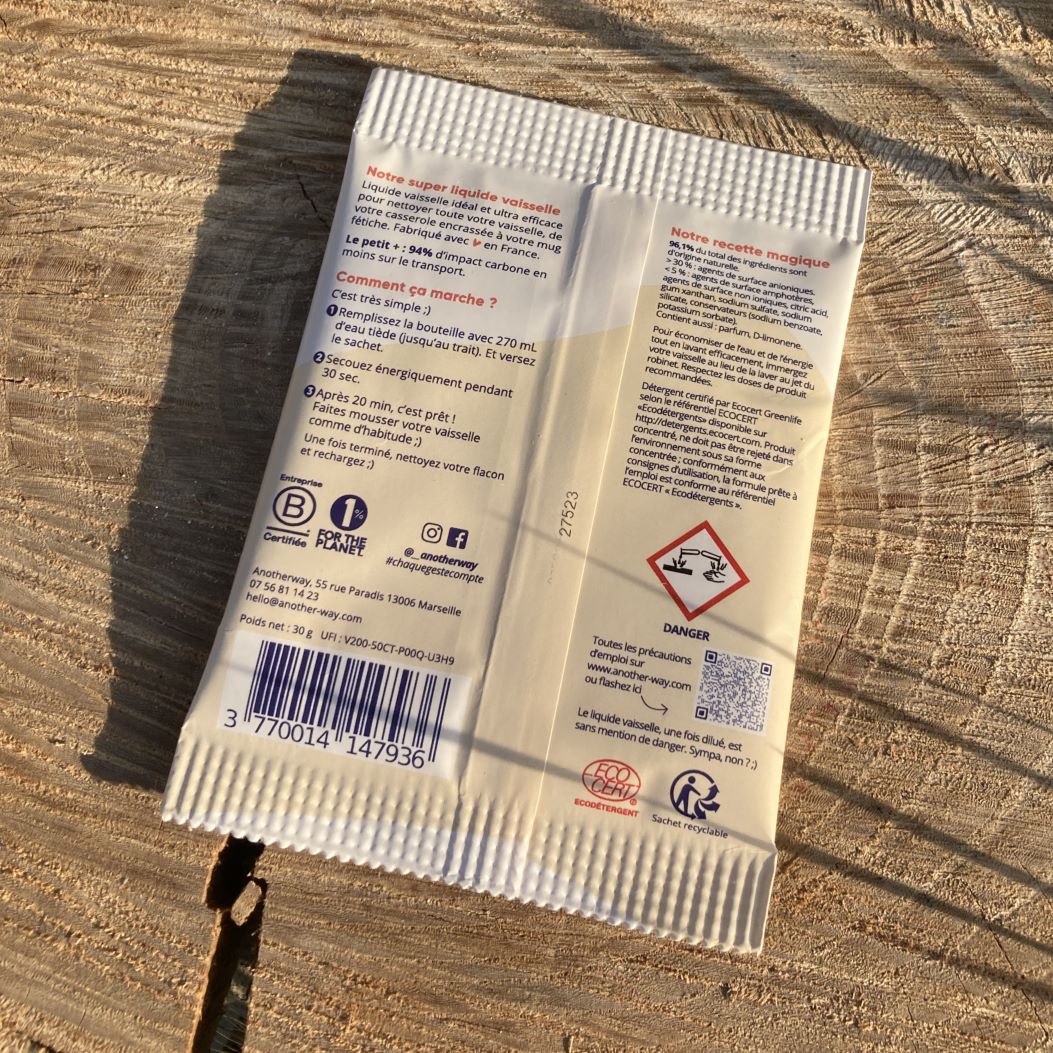 Notre super liquide vaisselle
Liquide vaisselle idéal et ultra efficace
pour nettoyer toute votre vaisselle, de
votre casserole encrassée à votre mug
fétiche. Fabriqué avec en France.
Le petit + : 94% d'impact carbone en
moins sur le transport.
Comment ça marche ?
C'est très simple ;)
1 Remplissez la bouteille avec 270 mL
d'eau tiède (jusqu'au trait). Et versez
le sachet.
2 Secouez énergiquement pendant
30 sec.
3 Après 20 min, c'est prêt !
Faites mousser votre vaisselle
comme d'habitude ;)
Une fois terminé, nettoyez votre flacon
et rechargez ;)
Entreprise
B
Certifiée
1%
FOR THE
PLANET
@_anotherway
#chaquegestecompte
Anotherway, 55 rue Paradis 13006 Marseille
07 56 81 14 23
hello@another-way.com
Poids net : 30 g UFI : V200-50CT-P00Q-U3H9
3 770014 147936
27523
Notre recette magique
96,1% du total des ingrédients sont
d'origine naturelle.
> 30 % : agents de surface anioniques.
< 5 % : agents de surface amphotères,
agents de surface non ioniques, citric acid,
gum xanthan, sodium sulfate, sodium
silicate, conservateurs (sodium benzoate,
potassium sorbate).
Contient aussi : parfum, D-limonene.
Pour économiser de l'eau et de l'énergie
tout en lavant efficacement, immergez
votre vaisselle au lieu de la laver au jet du
robinet. Respectez les doses de produit
recommandées.
Détergent certifié par Ecocert Greenlife
selon le référentiel ECOCERT
«Ecodétergents» disponible sur
http://detergents.ecocert.com. Produit
concentré, ne doit pas être rejeté dans
l'environnement sous sa forme
concentrée ; conformément aux
consignes d'utilisation, la formule prête à
l'emploi est conforme au référentiel
ECOCERT « Ecodétergents ».
DANGER
Toutes les précautions
d'emploi sur
www.another-way.com
ou flashez ici
Le liquide vaisselle, une fois dilué, est
sans mention de danger. Sympa, non ? ;)
ECO
CERT
ECODÉTERGENT
Sachet recyclable